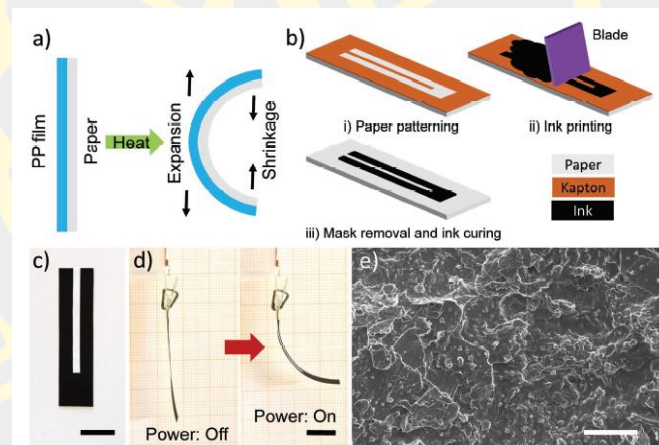 a)
PP film
Paper
Heat
Expansion
Shrinkage
b)
Blade
i) Paper patterning
ii) Ink printing
Paper
Kapton
Ink
iii) Mask removal and ink curing
c)
d)
Power: Off
Power: On
e)